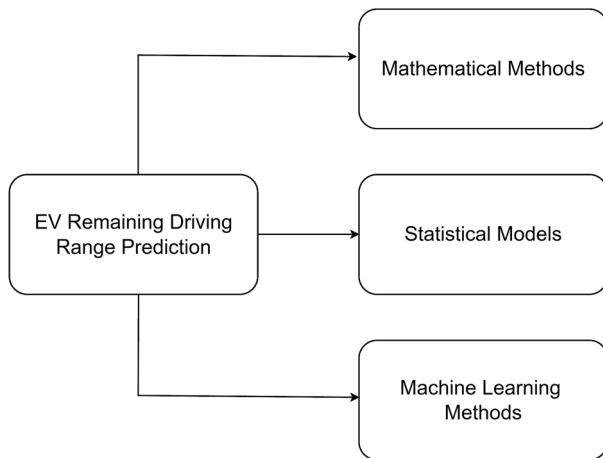 Mathematical Methods
EV Remaining Driving
Range Prediction
Statistical Models
Machine Learning
Methods